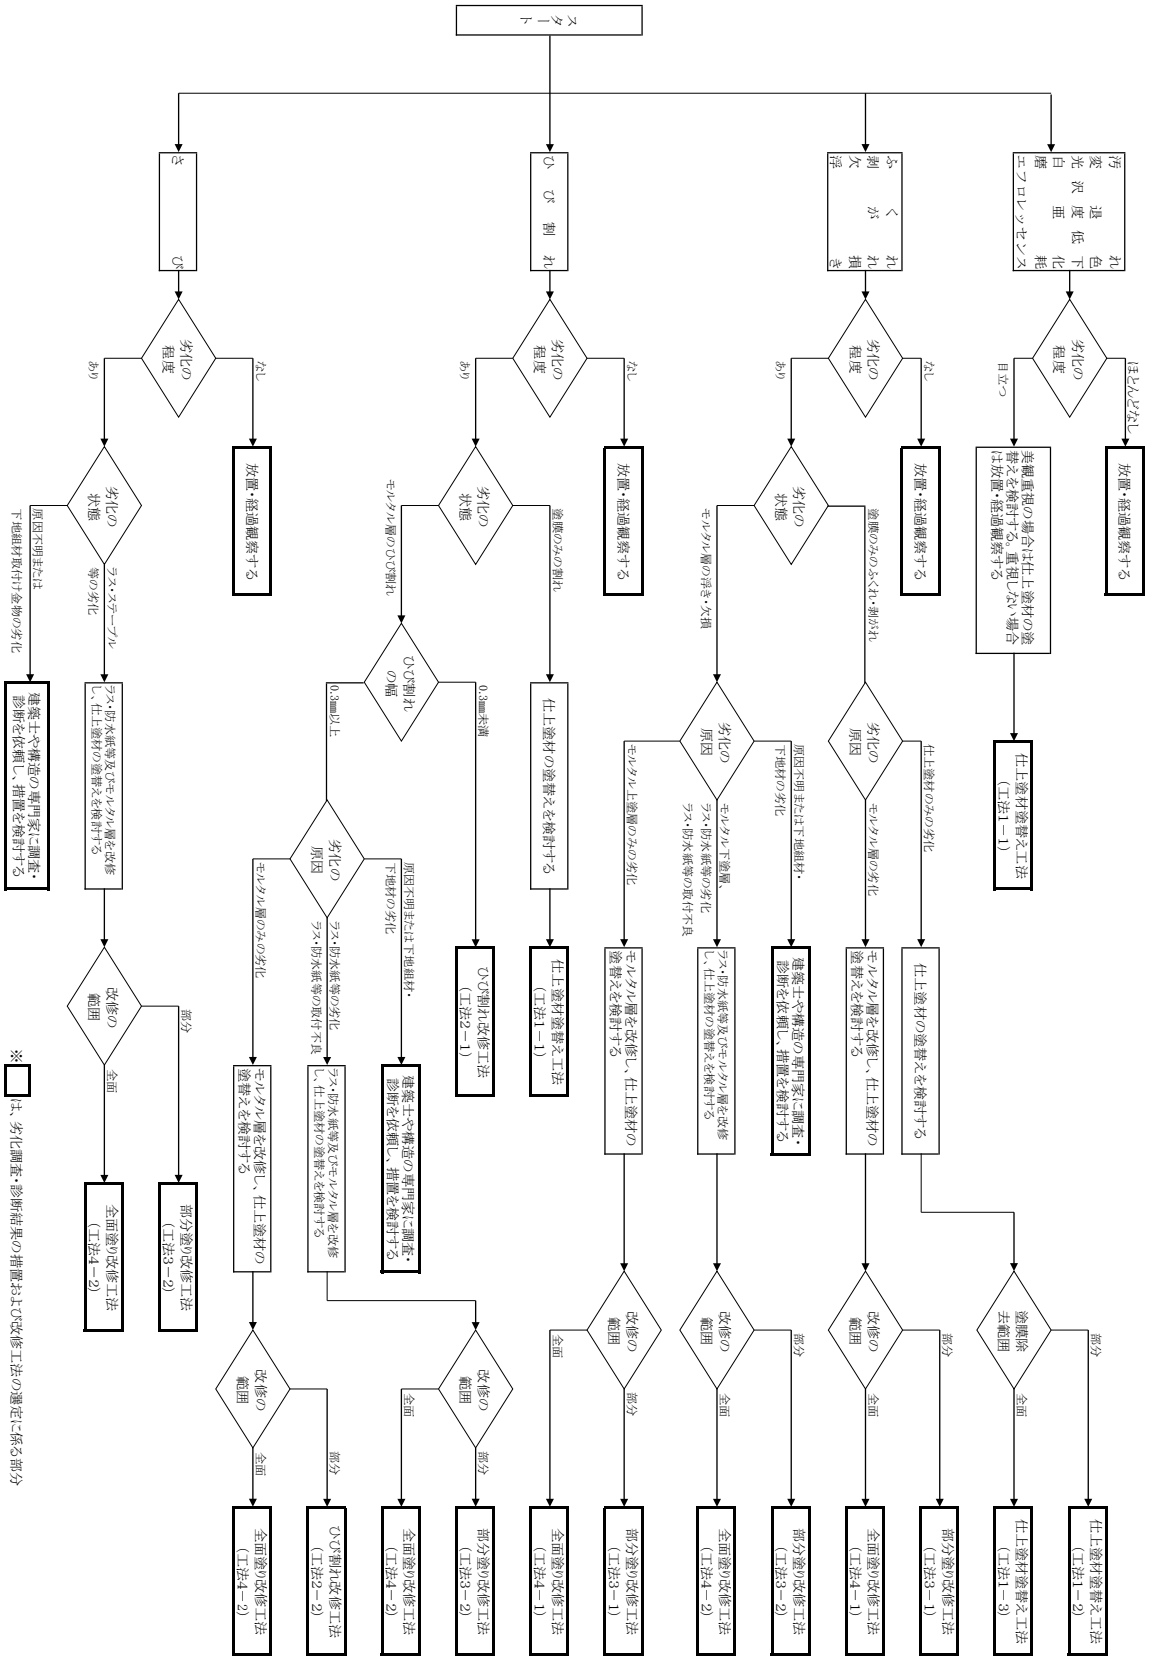 スタート
汚れ
変退色
光沢度低下
白亜化
磨耗
エフロレッセンス
劣化の
程度
ほとんどなし
放置・経過観察する
目立つ
美観重視の場合は仕上塗材の塗
替えを検討する。重視しない場合
は放置・経過観察する
仕上塗材塗替え工法
(工法1－1)
ふくれ
剥がれ
欠損
浮き
劣化の
程度
なし
放置・経過観察する
あり
劣化の
状態
塗膜のみのふくれ・剥がれ
劣化の
原因
仕上塗材のみの劣化
仕上塗材の塗替えを検討する
塗膜除
去範囲
部分
仕上塗材塗替え工法
(工法1－2)
全面
仕上塗材塗替え工法
(工法1－3)
モルタル層の劣化
モルタル層を改修し、仕上塗材の
塗替えを検討する
改修の
範囲
部分
部分塗り改修工法
(工法3－1)
全面
全面塗り改修工法
(工法4－1)
モルタル層の浮き・欠損
劣化の
原因
原因不明または下地組材・
下地材の劣化
建築士や構造の専門家に調査・
診断を依頼し、措置を検討する
モルタル下塗層、
ラス・防水紙等の劣化
ラス・防水紙等の取付不良
ラス・防水紙等及びモルタル層を改修
し、仕上塗材の塗替えを検討する
改修の
範囲
部分
部分塗り改修工法
(工法3－2)
全面
全面塗り改修工法
(工法4－2)
モルタル上塗層のみの劣化
モルタル層を改修し、仕上塗材の
塗替えを検討する
改修の
範囲
部分
部分塗り改修工法
(工法3－1)
全面
全面塗り改修工法
(工法4－1)
ひび割れ
劣化の
程度
なし
放置・経過観察する
あり
劣化の
状態
塗膜のみの割れ
仕上塗材の塗替えを検討する
仕上塗材塗替え工法
(工法1－1)
モルタル層のひび割れ
ひび割れ
の幅
0.3㎜未満
ひび割れ改修工法
(工法2－1)
0.3㎜以上
劣化の
原因
原因不明または下地組材・
下地材の劣化
建築士や構造の専門家に調査・
診断を依頼し、措置を検討する
ラス・防水紙等の劣化
ラス・防水紙等の取付不良
ラス・防水紙等及びモルタル層を改修
し、仕上塗材の塗替えを検討する
改修の
範囲
部分
部分塗り改修工法
(工法3－2)
全面
全面塗り改修工法
(工法4－2)
モルタル層のみの劣化
モルタル層を改修し、仕上塗材の
塗替えを検討する
改修の
範囲
部分
ひび割れ改修工法
(工法2－2)
全面
全面塗り改修工法
(工法4－2)
さび
劣化の
程度
なし
放置・経過観察する
あり
劣化の
状態
ラス・ステープル
等の劣化
ラス・防水紙等及びモルタル層を改修
し、仕上塗材の塗替えを検討する
改修の
範囲
部分
部分塗り改修工法
(工法3－2)
全面
全面塗り改修工法
(工法4－2)
原因不明または
下地組材取付け金物の劣化
建築士や構造の専門家に調査・
診断を依頼し、措置を検討する
※ は、劣化調査・診断結果の措置および改修工法の選定に係る部分